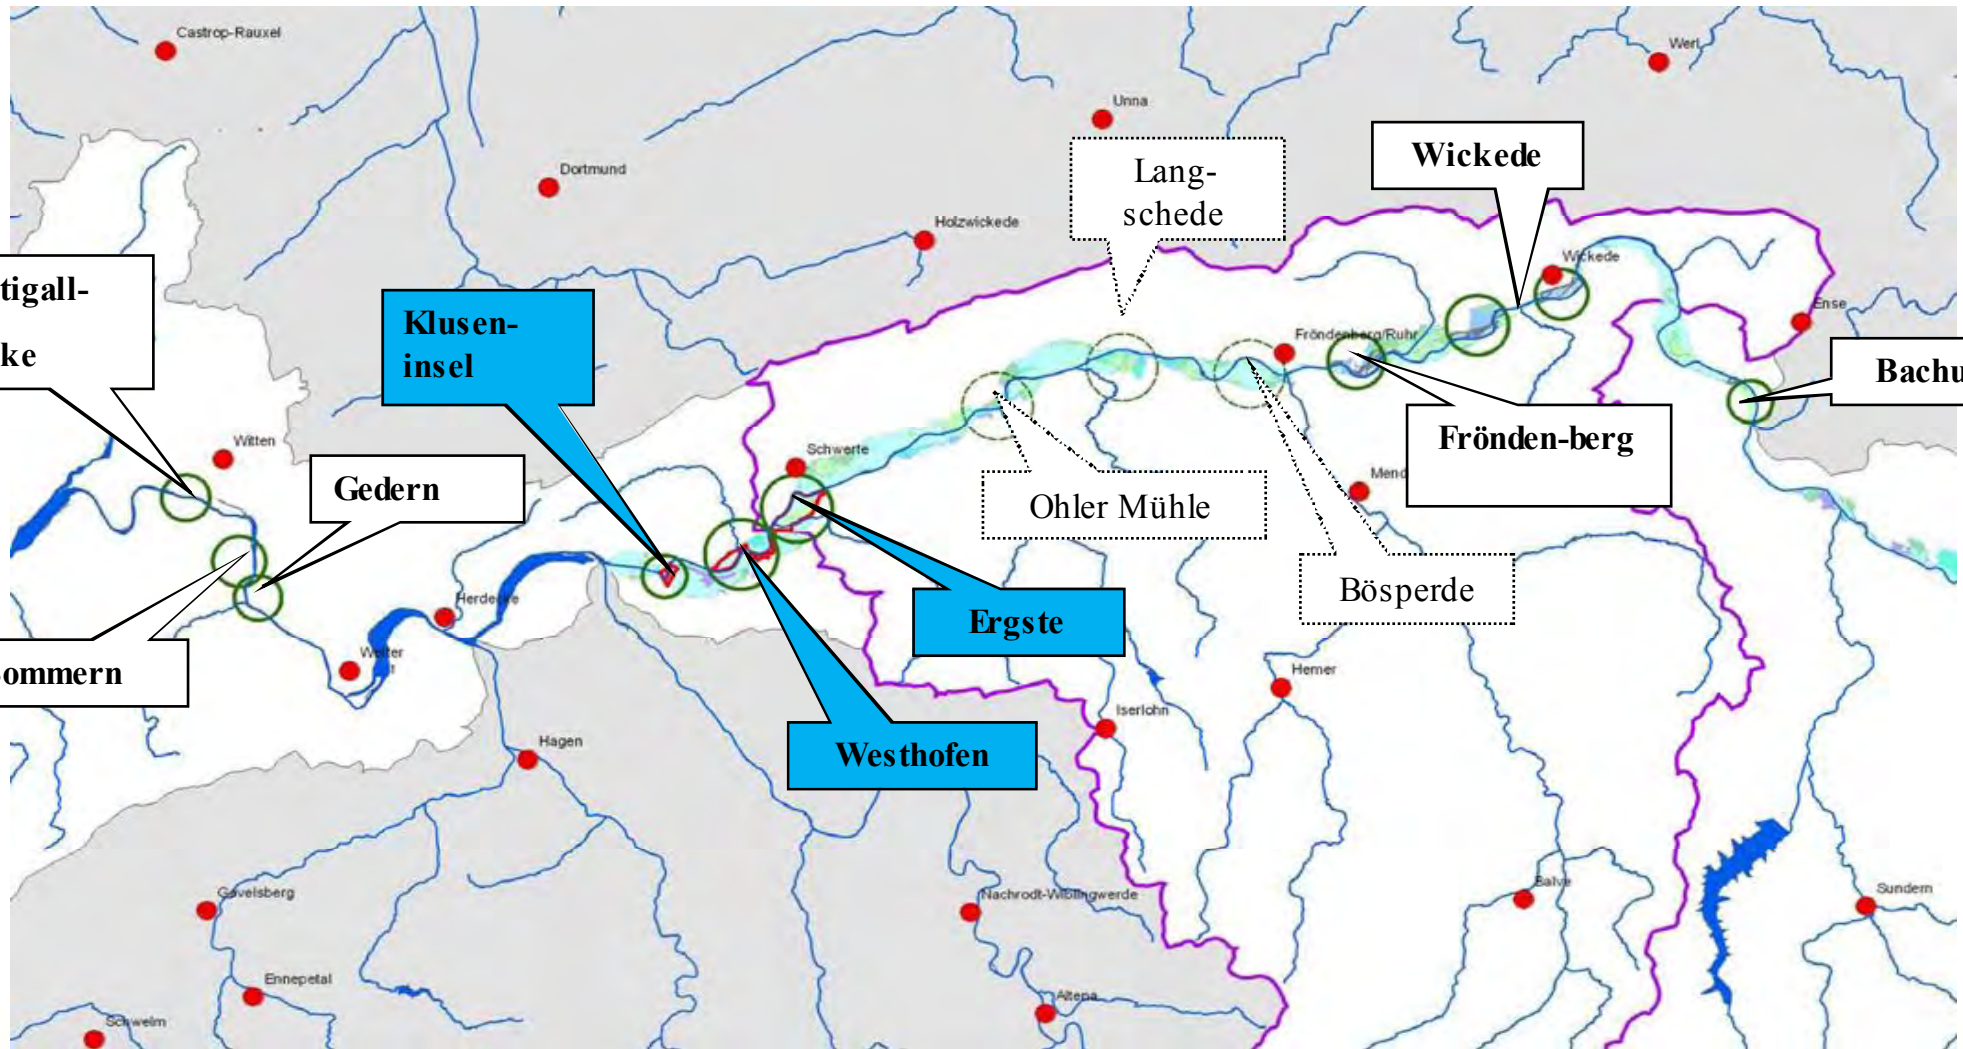 Castrop-Rauxel
Werl
Unna
Dortmund
Lang-
schede
Wickede
Holzwickede
Wickede
tigall-
ke
Klusen-
insel
Ense
Fröndenberg/Ruhr
Bachu
Witten
Gedern
Schwerte
Ohler Mühle
Mend
Frönden-berg
Bösperde
Herdecke
Ergste
ommern
Hemer
Iserlohn
Hagen
Westhofen
Gevelsberg
Nachrodt-Wiblingwerde
Balve
Sundern
Ennepetal
Altena
Schwelm